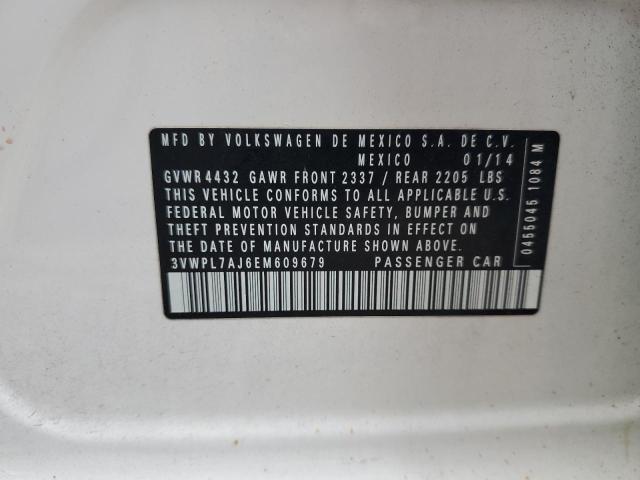 MFD BY VOLKSWAGEN DE MEXICO S.A. DE C.V.
MEXICO 01/14
GVWR 4432 GAWR FRONT 2337 / REAR 2205 LBS
THIS VEHICLE CONFORMS TO ALL APPLICABLE U.S.
FEDERAL MOTOR VEHICLE SAFETY, BUMPER AND
THEFT PREVENTION STANDARDS IN EFFECT ON
THE DATE OF MANUFACTURE SHOWN ABOVE.
3VWPL7AJ6EM609679 PASSENGER CAR
0455045 1084 M